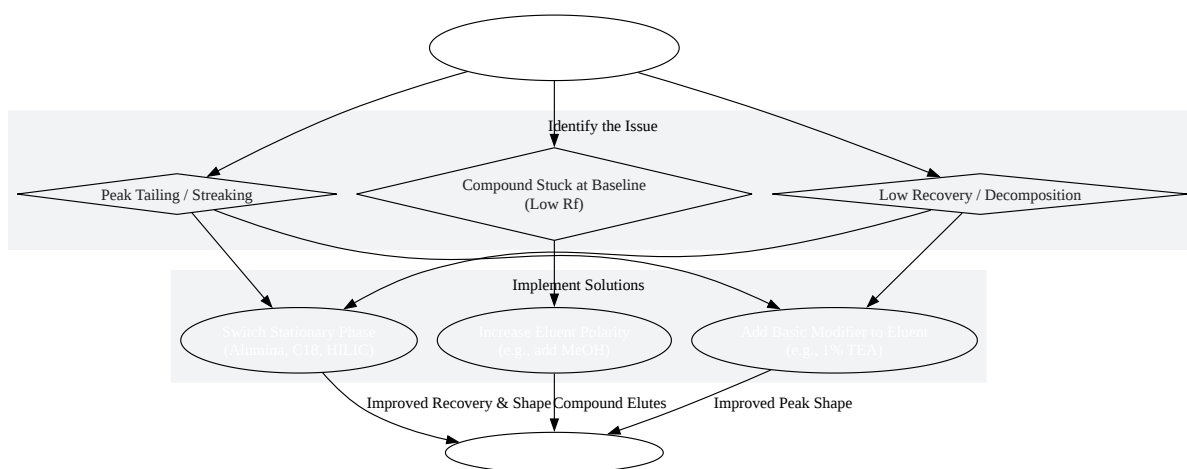 Identify the Issue
Peak Tailing / Streaking
Compound Stuck at Baseline
(Low Rf)
Low Recovery / Decomposition
Implement Solutions
Switch Stationary Phase
(Alumina, C18, HILIC)
Increase Eluent Polarity
(e.g., add MeOH)
Add Basic Modifier to Eluent
(e.g., 1% TEA)
Improved Recovery & Shape
Compound Elutes
Improved Peak Shape